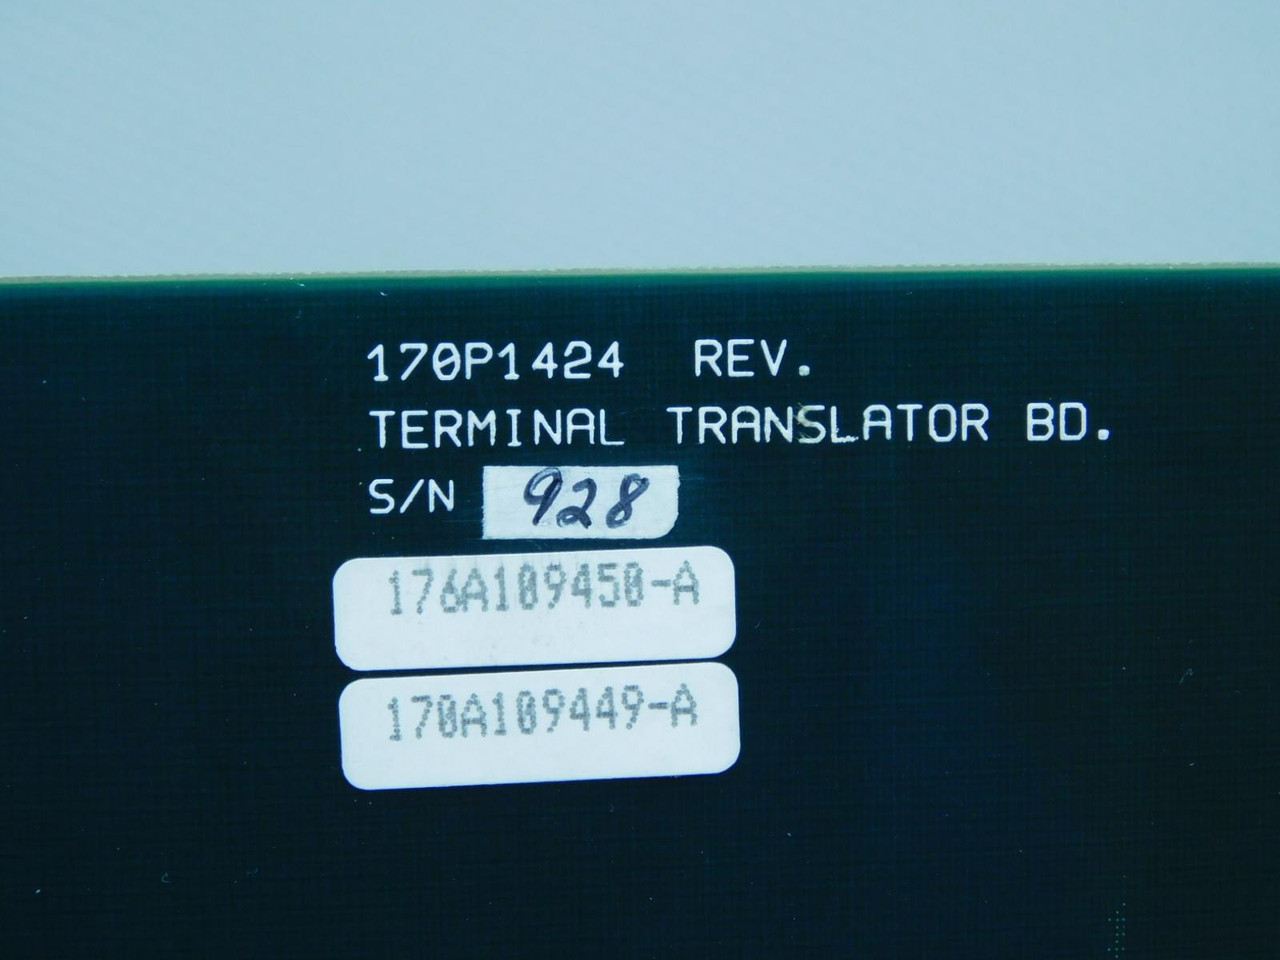 170P1424 REV.
TERMINAL TRANSLATOR BD.
S/N 928
176A109450-A
170A109449-A